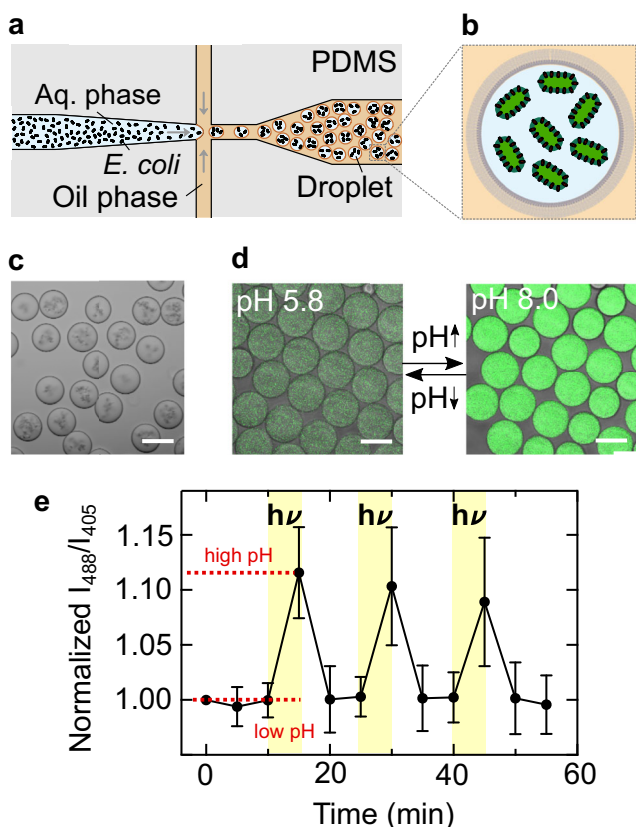 a
b
PDMS
Aq. phase
E. coli
Oil phase
Droplet
c
d
pH 5.8
pH 8.0
pH
pH
e
hν
hν
hν
Normalized I488/I405
1.15
1.10
1.05
1.00
high pH
low pH
0
20
40
60
Time (min)